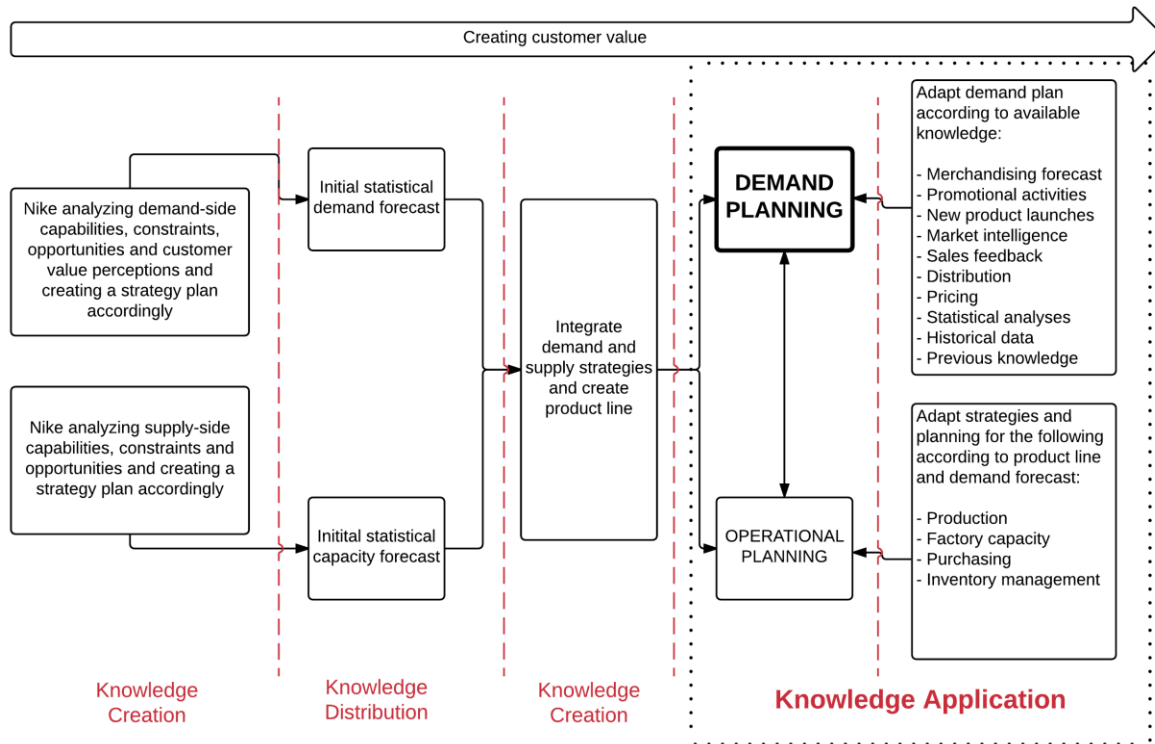 Creating customer value
Nike analyzing demand-side
capabilities, constraints,
opportunities and customer
value perceptions and
creating a strategy plan
accordingly
Nike analyzing supply-side
capabilities, constraints and
opportunities and creating a
strategy plan accordingly
Initial statistical
demand forecast
Initital statistical
capacity forecast
Integrate
demand and
supply strategies
and create
product line
DEMAND
PLANNING
OPERATIONAL
PLANNING
Adapt demand plan
according to available
knowledge:
- Merchandising forecast
- Promotional activities
- New product launches
- Market intelligence
- Sales feedback
- Distribution
- Pricing
- Statistical analyses
- Historical data
- Previous knowledge
Adapt strategies and
planning for the following
according to product line
and demand forecast:
- Production
- Factory capacity
- Purchasing
- Inventory management
Knowledge
Creation
Knowledge
Distribution
Knowledge
Creation
Knowledge Application